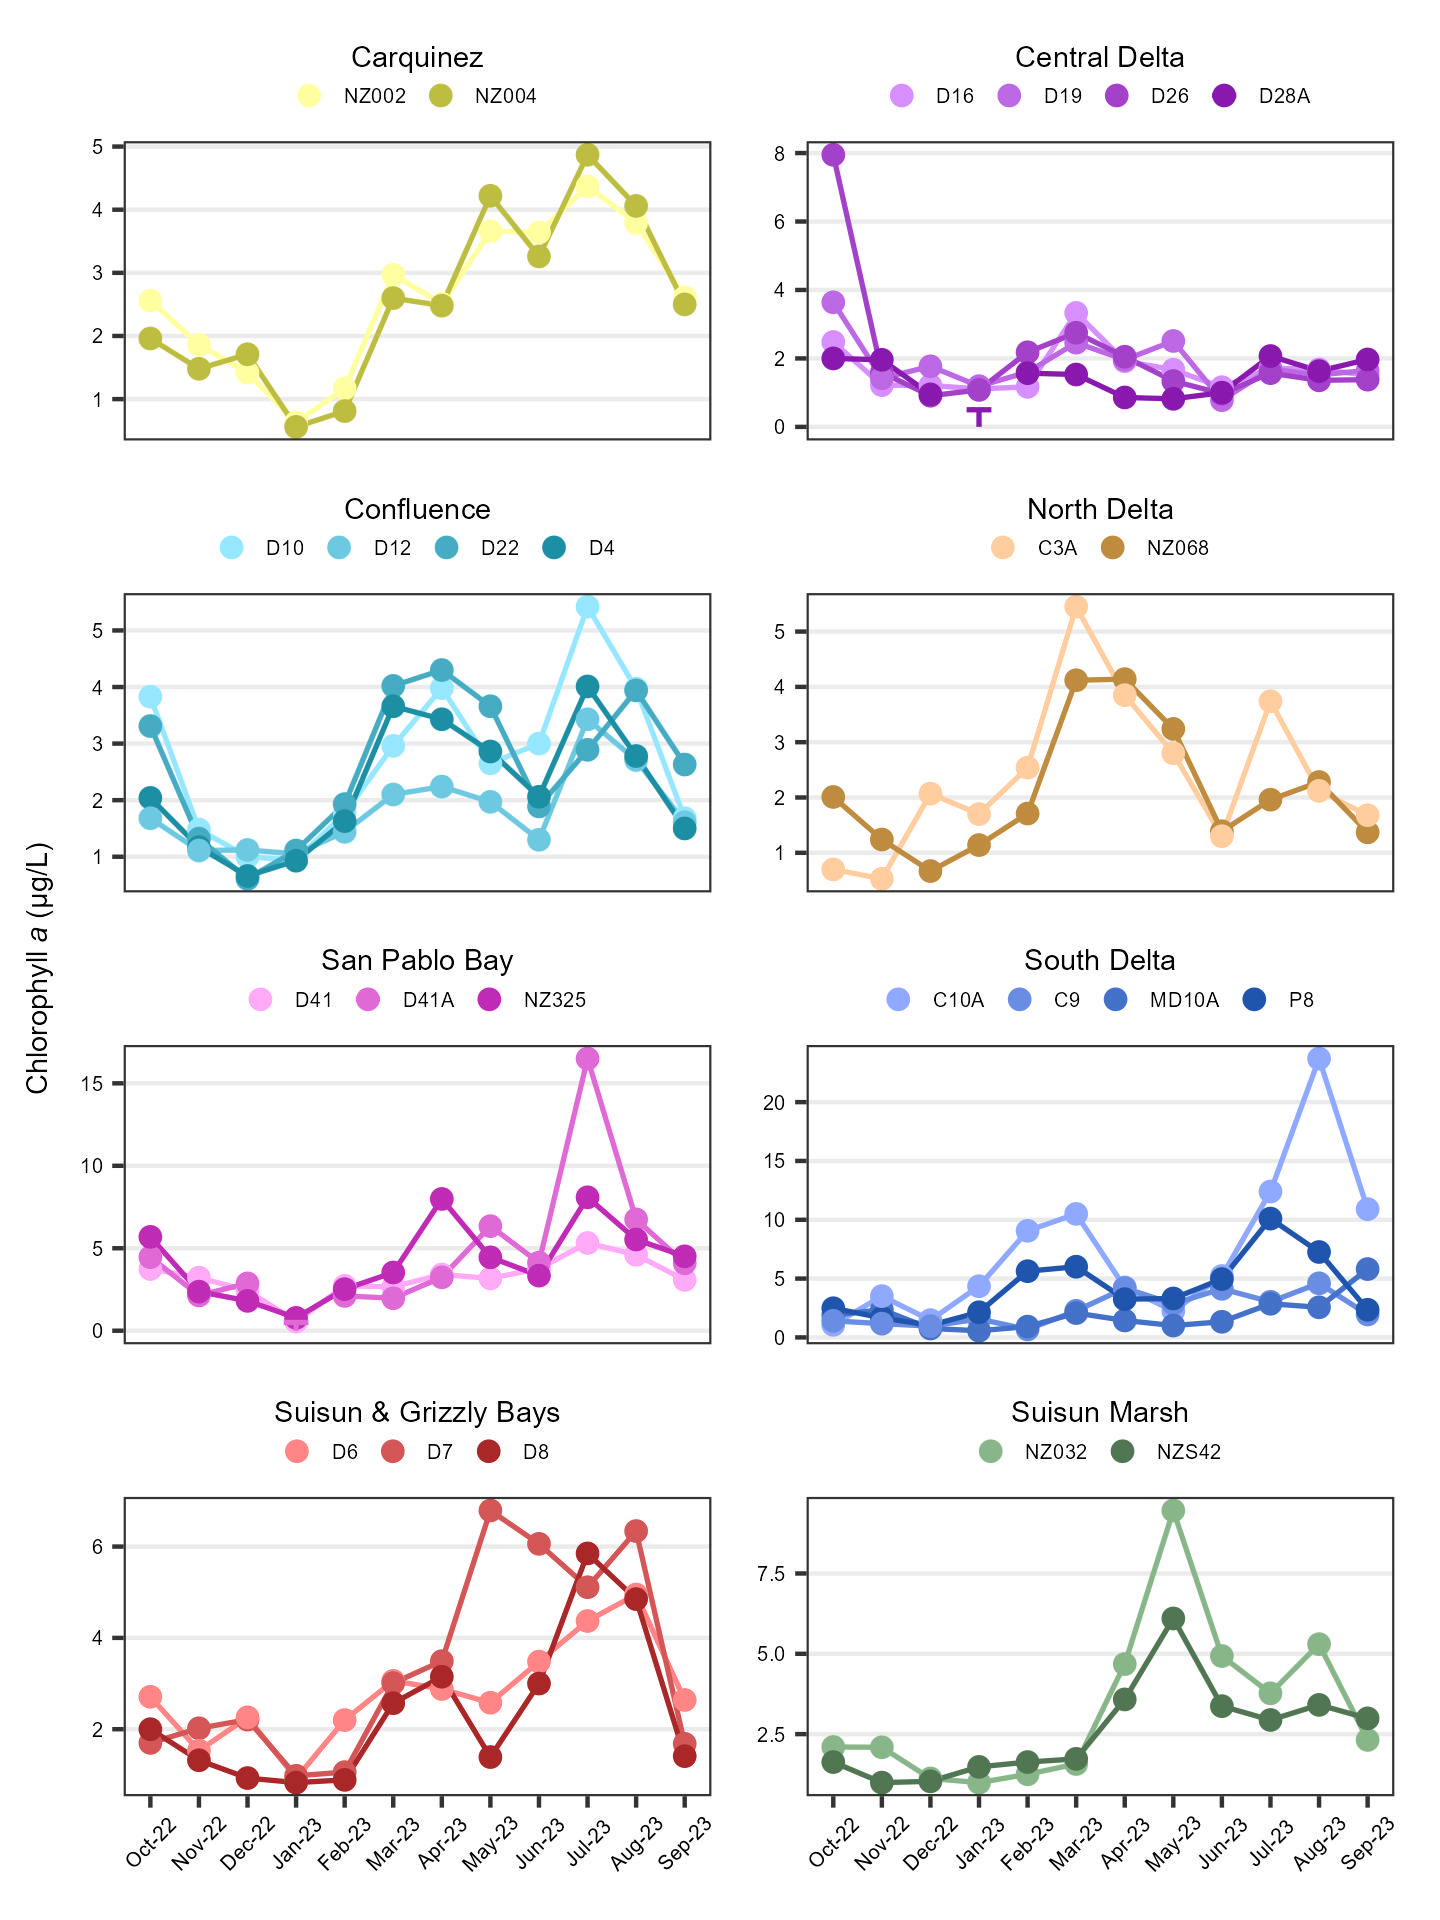 Carquinez
NZ002 NZ004
5
4
3
2
1
Central Delta
D16 D19 D26 D28A
8
6
4
2
0
Confluence
D10 D12 D22 D4
5
4
3
2
1
North Delta
C3A NZ068
5
4
3
2
1
Chlorophyll a (µg/L)
San Pablo Bay
D41 D41A NZ325
15
10
5
0
South Delta
C10A C9 MD10A P8
20
15
10
5
0
Suisun & Grizzly Bays
D6 D7 D8
6
4
2
Oct-22 Nov-22 Dec-22 Jan-23 Feb-23 Mar-23 Apr-23 May-23 Jun-23 Jul-23 Aug-23 Sep-23
Suisun Marsh
NZ032 NZS42
7.5
5.0
2.5
Oct-22 Nov-22 Dec-22 Jan-23 Feb-23 Mar-23 Apr-23 May-23 Jun-23 Jul-23 Aug-23 Sep-23